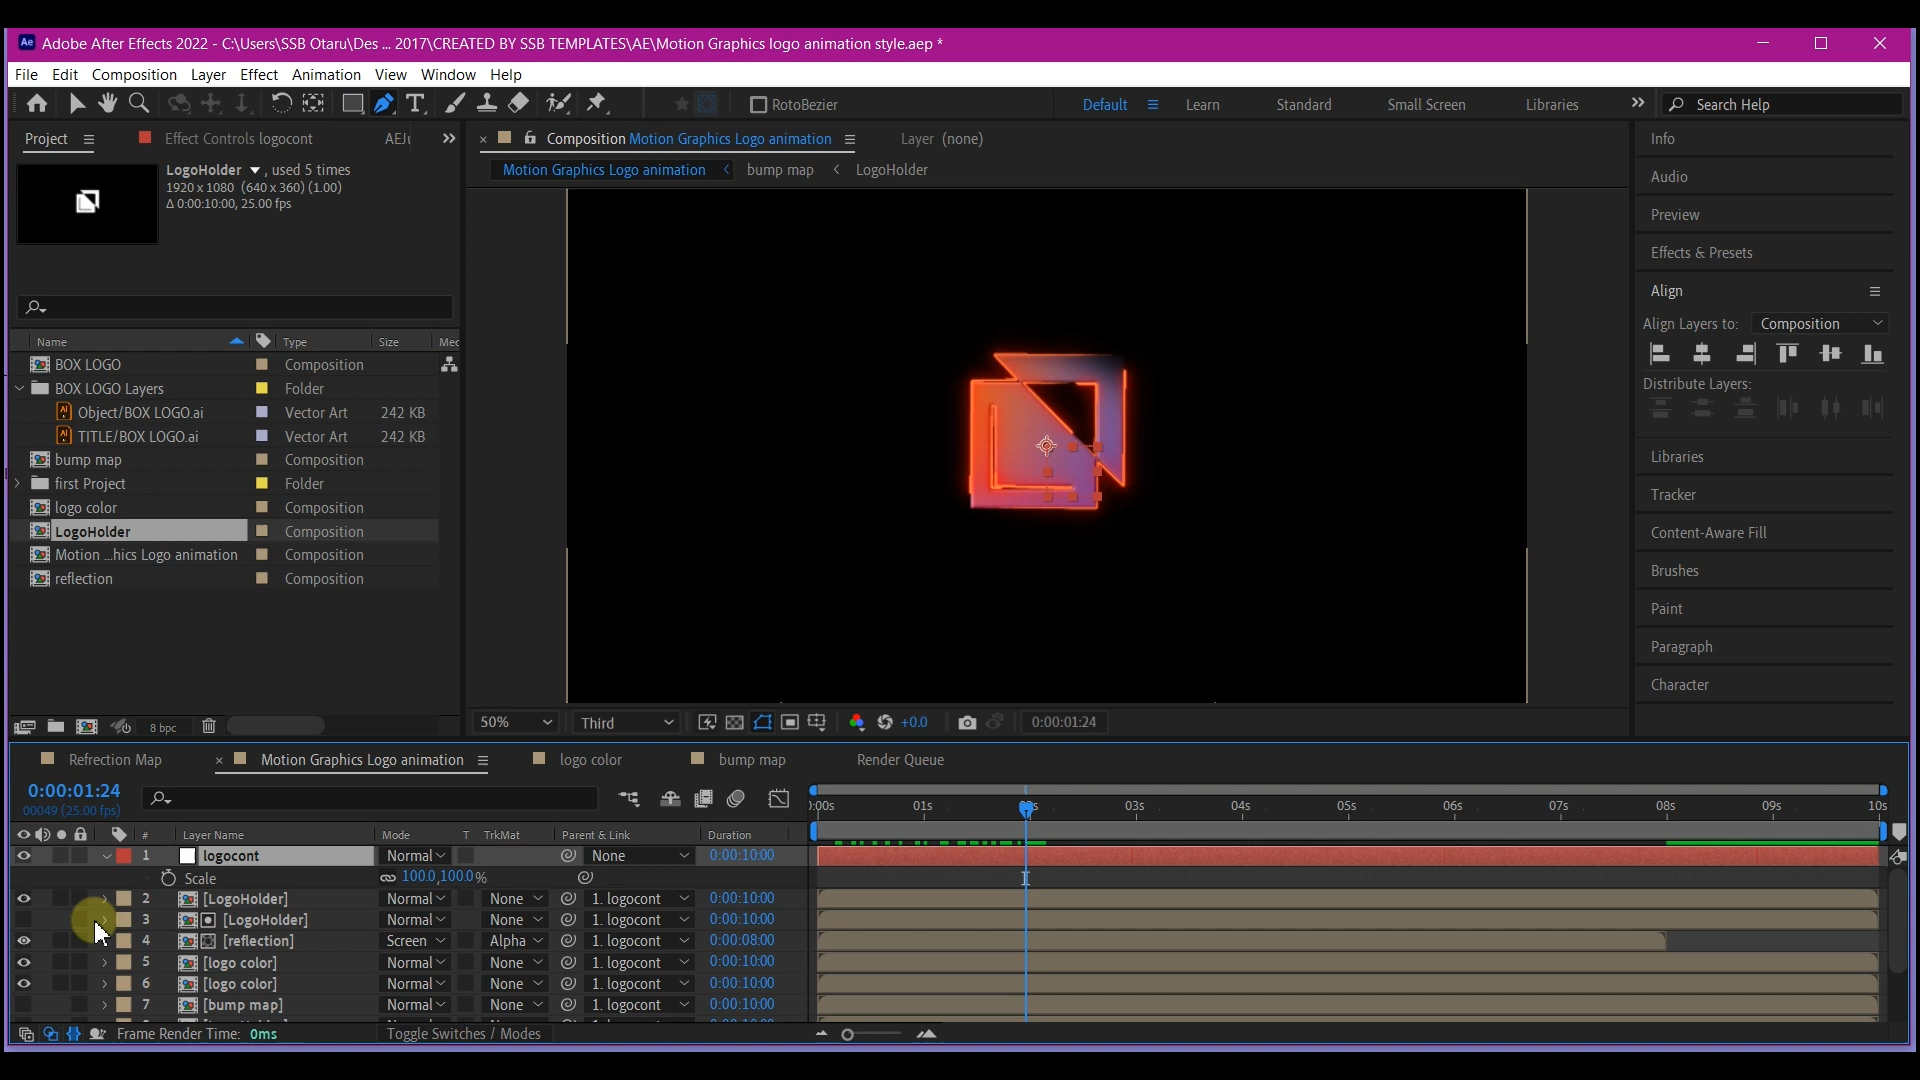 Ae Adobe After Effects 2022 - C:\Users\SSB Otaru\Des ... 2017\CREATED BY SSB TEMPLATES\AE\Motion Graphics logo animation style.aep *
File Edit Composition Layer Effect Animation View Window Help
RotoBezier Default Learn Standard Small Screen Libraries Search Help
Project Effect Controls logocont Composition Motion Graphics Logo animation Layer (none) Info
LogoHolder , used 5 times
1920 x 1080 (640 x 360) (1.00)
Δ 0:00:10:00, 25.00 fps
Motion Graphics Logo animation bump map LogoHolder
Audio
Preview
Effects & Presets
Align
Align Layers to: Composition
Distribute Layers:
Libraries
Tracker
Content-Aware Fill
Brushes
Paint
Paragraph
Character
Name Type Size
BOX LOGO Composition
BOX LOGO Layers Folder
Object/BOX LOGO.ai Vector Art 242 KB
TITLE/BOX LOGO.ai Vector Art 242 KB
bump map Composition
first Project Folder
logo color Composition
LogoHolder Composition
Motion ...hics Logo animation Composition
reflection Composition
8 bpc
50% Third +0.0 0:00:01:24
Refrection Map Motion Graphics Logo animation logo color bump map Render Queue
0:00:01:24
00049 (25.00 fps)
01s 03s 04s 05s 06s 07s 08s 09s 10s
# Layer Name Mode T TrkMat Parent & Link Duration
1 logocont Normal None 0:00:10:00
Scale 100.0,100.0 %
2 [LogoHolder] Normal None 1. logocont 0:00:10:00
3 [LogoHolder] Normal None 1. logocont 0:00:10:00
4 [reflection] Screen Alpha 1. logocont 0:00:08:00
5 [logo color] Normal None 1. logocont 0:00:10:00
6 [logo color] Normal None 1. logocont 0:00:10:00
7 [bump map] Normal None 1. logocont 0:00:10:00
Frame Render Time: 0ms Toggle Switches / Modes